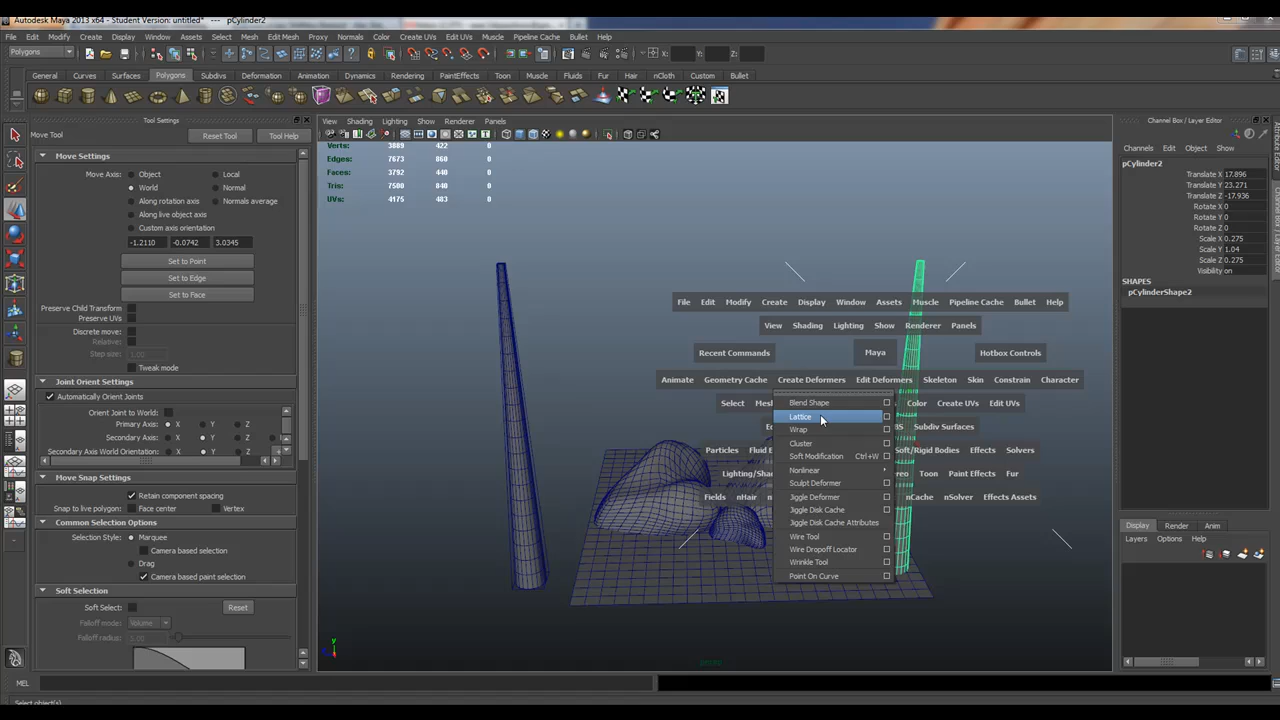 Autodesk Maya 2013 x64 - Student Version: untitled* --- pCylinder2
File Edit Modify Create Display Window Assets Select Mesh Edit Mesh Proxy Normals Color Create UVs Edit UVs Muscle Pipeline Cache Bullet Help
Polygons X: Y: Z:
General Curves Surfaces Polygons Subdivs Deformation Animation Dynamics Rendering PaintEffects Toon Muscle Fluids Fur Hair nCloth Custom Bullet
Tool Settings
Move Tool Reset Tool Tool Help
Move Settings
Move Axis: Object Local
World Normal
Along rotation axis Normals average
Along live object axis
Custom axis orientation
-1.2110 -0.0742 3.0345
Set to Point
Set to Edge
Set to Face
Preserve Child Transform
Preserve UVs
Discrete move:
Relative:
Step size: 1.00
Tweak mode
Joint Orient Settings
Automatically Orient Joints
Orient Joint to World:
Primary Axis: X Y Z
Secondary Axis: X Y Z
Secondary Axis World Orientation: X Y Z
Move Snap Settings
Retain component spacing
Snap to live polygon: Face center Vertex
Common Selection Options
Selection Style: Marquee
Camera based selection
Drag
Camera based paint selection
Soft Selection
Soft Select: Reset
Falloff mode: Volume
Falloff radius: 5.00
View Shading Lighting Show Renderer Panels
Verts: 3889 422 0
Edges: 7673 860 0
Faces: 3792 440 0
Tris: 7500 840 0
UVs: 4175 483 0
File Edit Modify Create Display Window Assets Muscle Pipeline Cache Bullet Help
View Shading Lighting Show Renderer Panels
Recent Commands Maya Hotbox Controls
Animate Geometry Cache Create Deformers Edit Deformers Skeleton Skin Constrain Character
Select Color Create UVs Edit UVs
Subdiv Surfaces
Particles Soft/Rigid Bodies Effects Solvers
Toon Paint Effects Fur
Fields nHair nCache nSolver Effects Assets
Blend Shape
Lattice
Wrap
Cluster
Soft Modification Ctrl+W
Nonlinear
Sculpt Deformer
Jiggle Deformer
Jiggle Disk Cache
Jiggle Disk Cache Attributes
Wire Tool
Wire Dropoff Locator
Wrinkle Tool
Point On Curve
y
persp
Channel Box / Layer Editor
Channels Edit Object Show
pCylinder2
Translate X 17.896
Translate Y 23.271
Translate Z -17.936
Rotate X 0
Rotate Y 0
Rotate Z 0
Scale X 0.275
Scale Y 1.04
Scale Z 0.275
Visibility on
SHAPES
pCylinderShape2
Display Render Anim
Layers Options Help
Attribute Editor
Channel Box / Layer Editor
MEL
Select object(s)